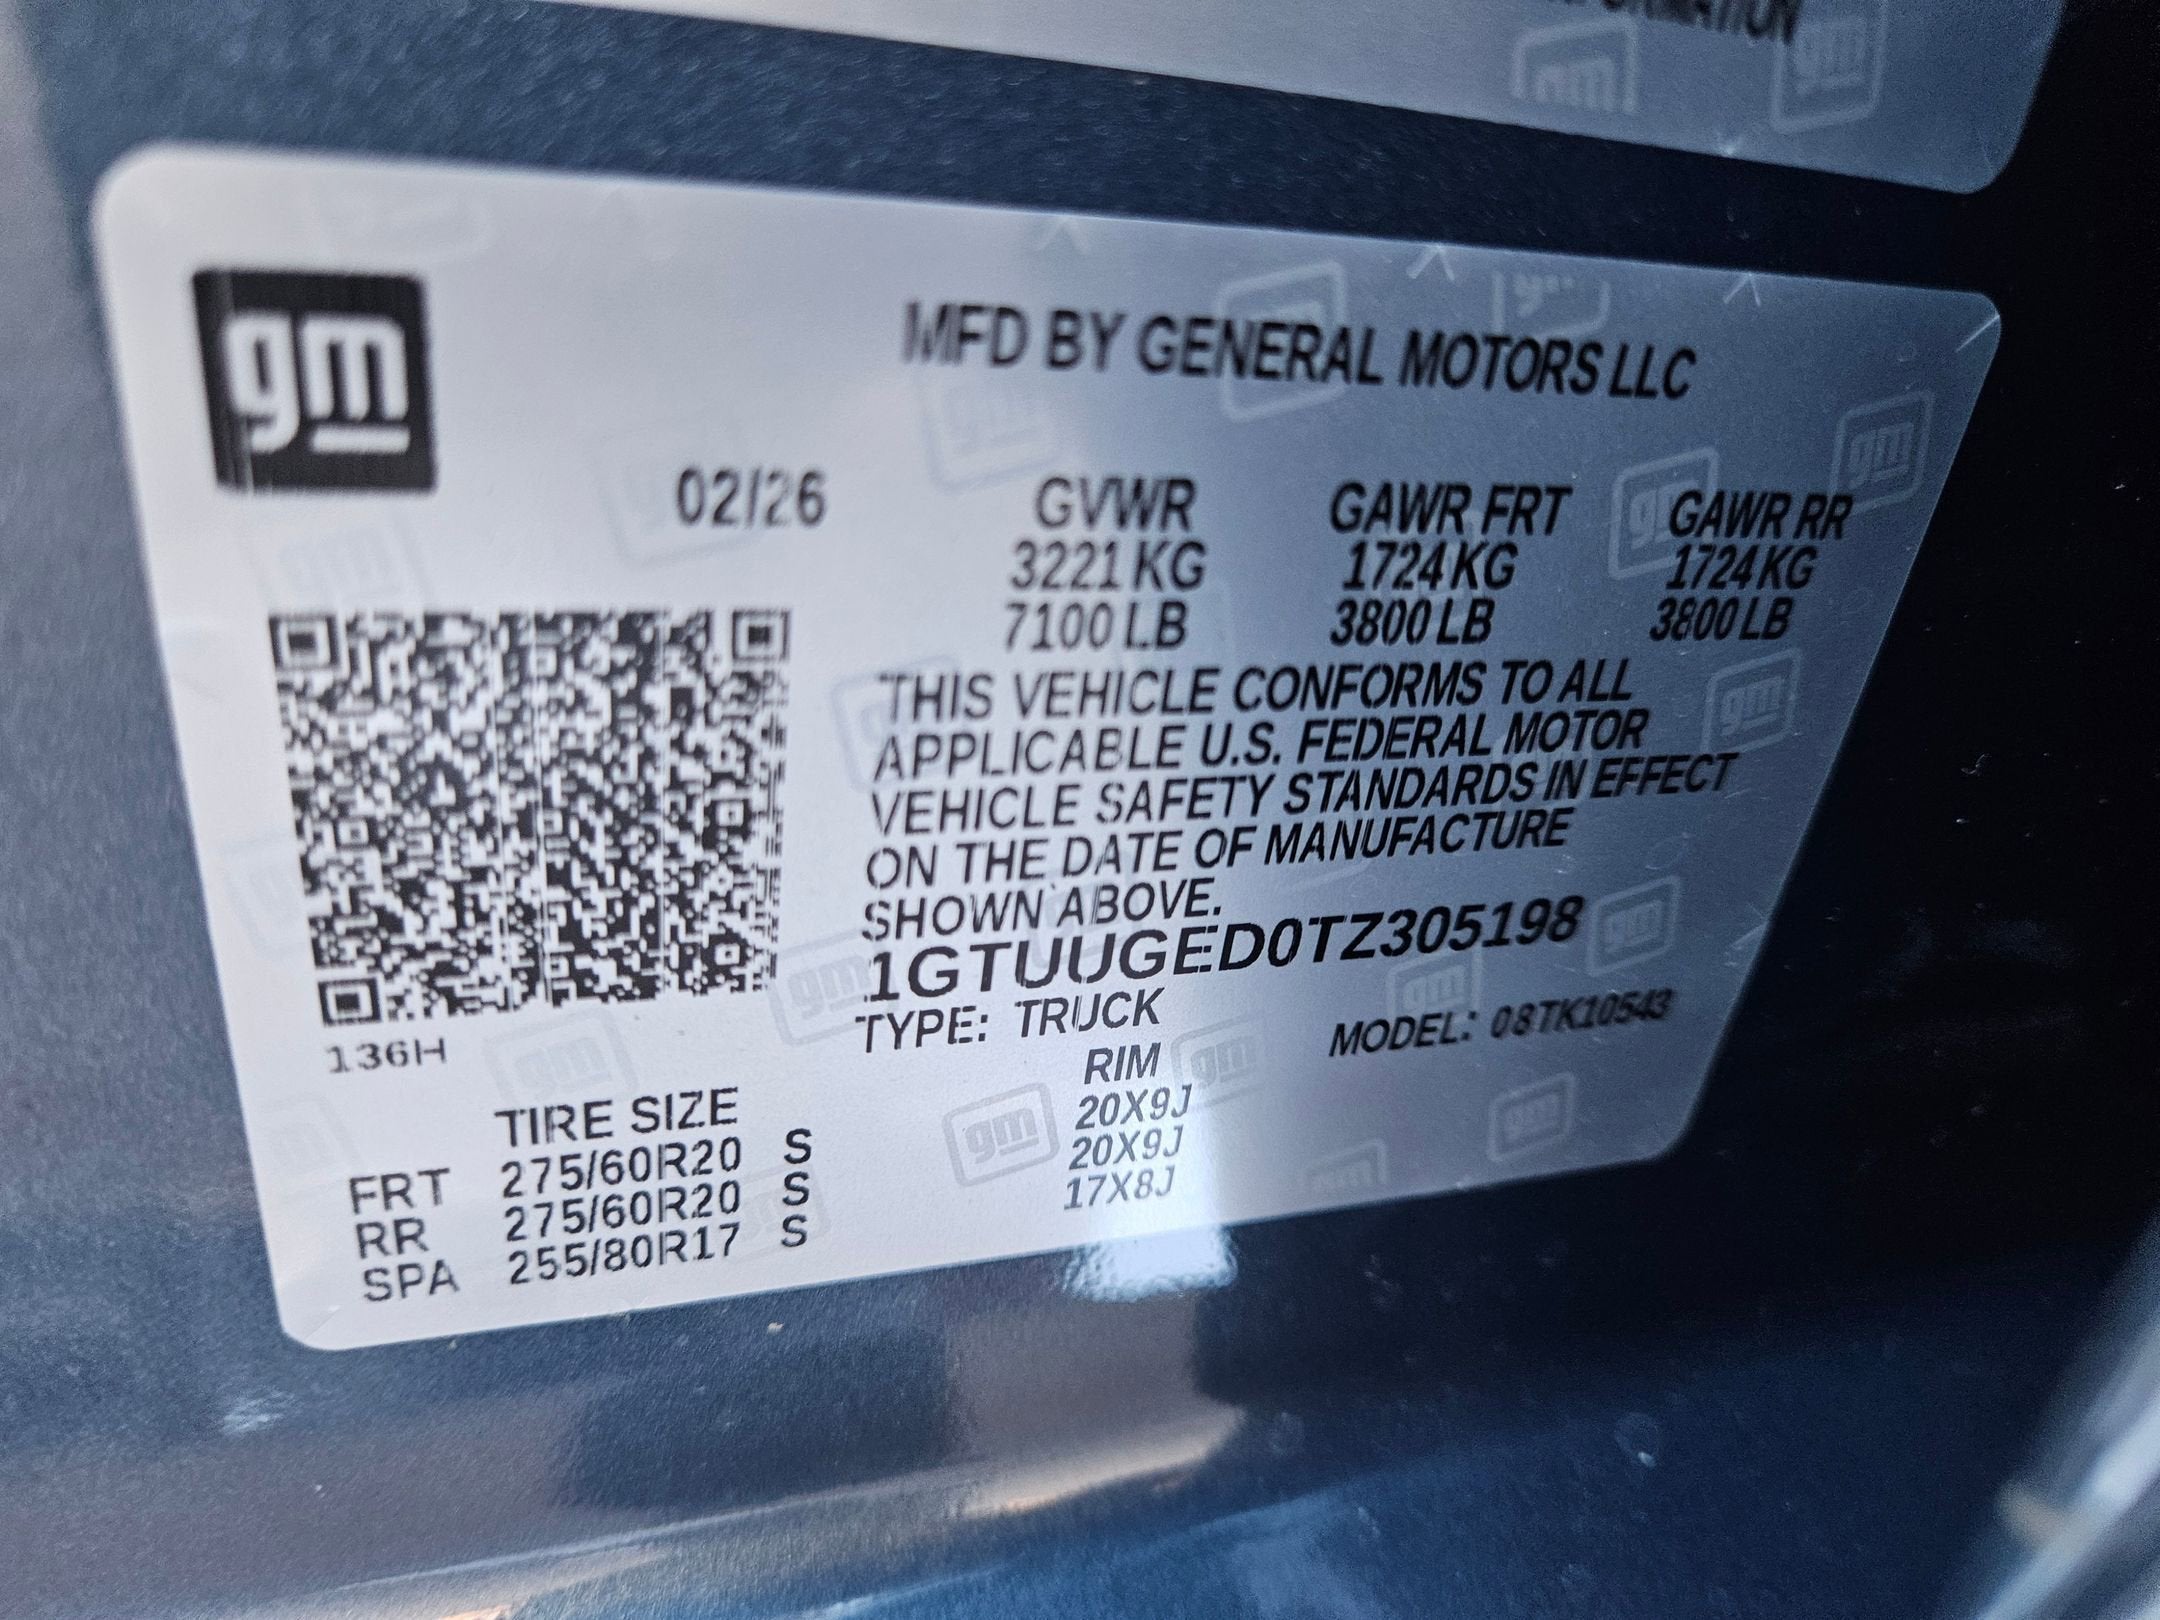 gm
MFD BY GENERAL MOTORS LLC
02/26
GVWR GAWR FRT GAWR RR
3221 KG 1724 KG 1724 KG
7100 LB 3800 LB 3800 LB
THIS VEHICLE CONFORMS TO ALL
APPLICABLE U.S. FEDERAL MOTOR
VEHICLE SAFETY STANDARDS IN EFFECT
ON THE DATE OF MANUFACTURE
SHOWN ABOVE.
1GTUUGED0TZ305198
TYPE: TRUCK MODEL: 08TK10543
136H
TIRE SIZE RIM
FRT 275/60R20 S 20X9J
RR 275/60R20 S 20X9J
SPA 255/80R17 S 17X8J